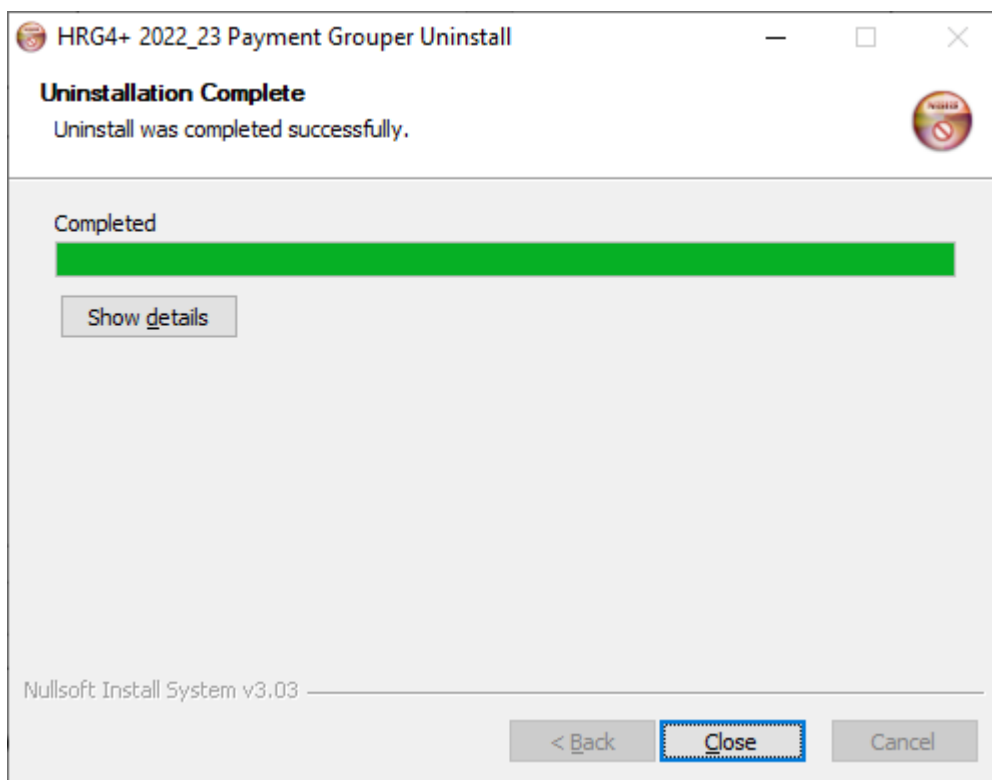 HRG4+ 2022_23 Payment Grouper Uninstall
Uninstallation Complete
Uninstall was completed successfully.
Completed
Show details
Nullsoft Install System v3.03
< Back
Close
Cancel